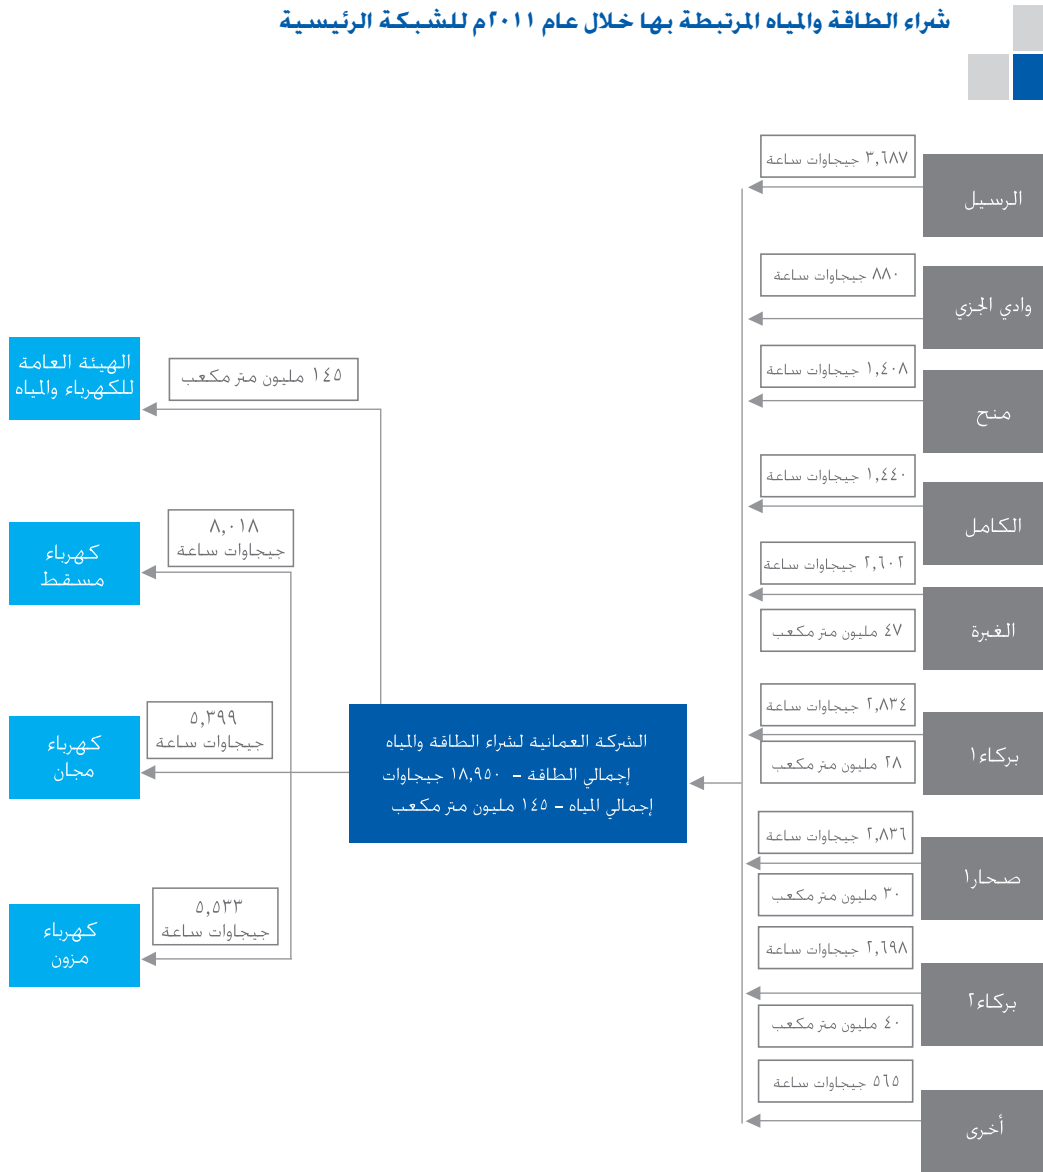 شراء الطاقة والمياه المرتبطة بها خلال عام ٢٠١١م للشبكة الرئيسية
الرسيل
٣,٦٨٧ جيجاوات ساعة
وادي الجزي
٨٨٠ جيجاوات ساعة
منح
١,٤٠٨ جيجاوات ساعة
الكامل
١,٤٤٠ جيجاوات ساعة
الغبرة
٢,٦٠٢ جيجاوات ساعة
٤٧ مليون متر مكعب
بركاء١
٢,٨٣٤ جيجاوات ساعة
٢٨ مليون متر مكعب
صحار١
٢,٨٣٦ جيجاوات ساعة
٣٠ مليون متر مكعب
بركاء٢
٢,٦٩٨ جيجاوات ساعة
٤٠ مليون متر مكعب
أخرى
٥٦٥ جيجاوات ساعة
الشركة العمانية لشراء الطاقة والمياه
إجمالي الطاقة – ١٨,٩٥٠ جيجاوات
إجمالي المياه – ١٤٥ مليون متر مكعب
١٤٥ مليون متر مكعب
الهيئة العامة
للكهرباء والمياه
٨,٠١٨
جيجاوات ساعة
كهرباء
مسقط
٥,٣٩٩
جيجاوات ساعة
كهرباء
مجان
٥,٥٣٣
جيجاوات ساعة
كهرباء
مزون